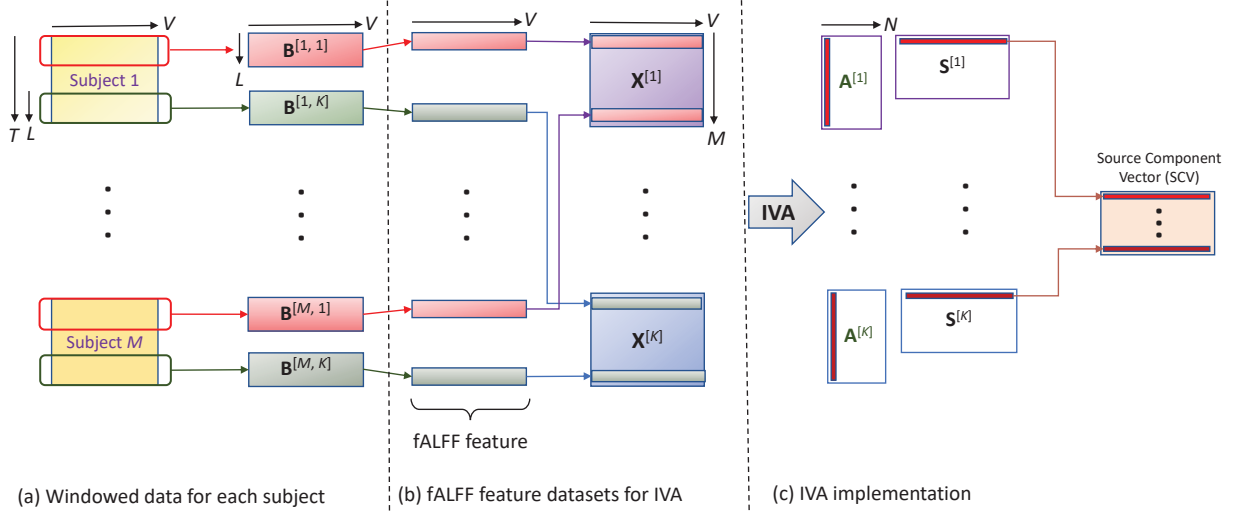 V
V
V
V
N
Subject 1
T
L
L
B[1, 1]
B[1, K]
X[1]
M
A[1]
S[1]
Source Component
Vector (SCV)
IVA
Subject M
B[M, 1]
B[M, K]
X[K]
A[K]
S[K]
fALFF feature
(a) Windowed data for each subject
(b) fALFF feature datasets for IVA
(c) IVA implementation